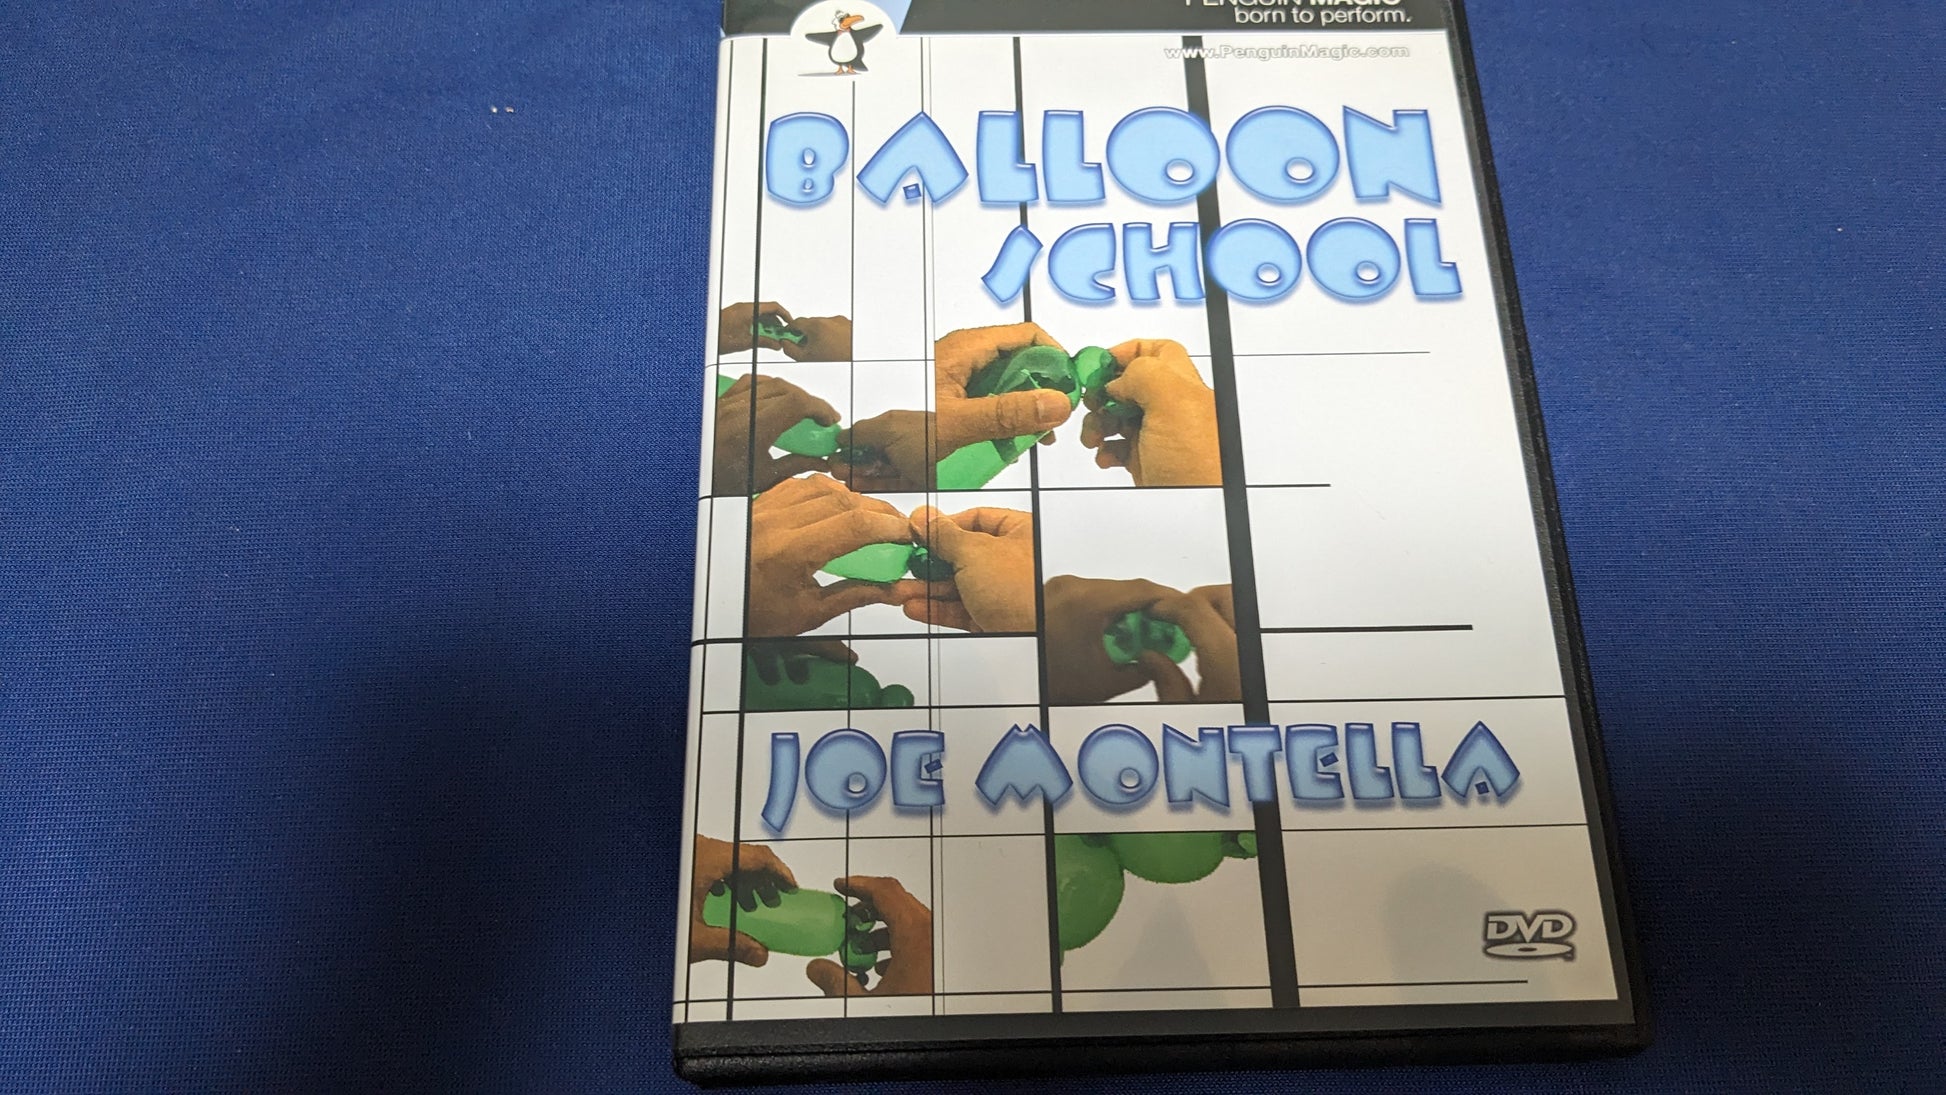 PENGUIN MAGIC
born to perform.
www.PenguinMagic.com
BALLOON
SCHOOL
JOE MONTELLA
DVD